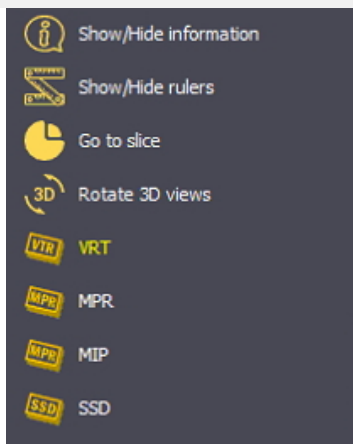 Show/Hide information
Show/Hide rulers
Go to slice
3D Rotate 3D views
VTR VRT
MPR MPR
MPR MIP
SSD SSD